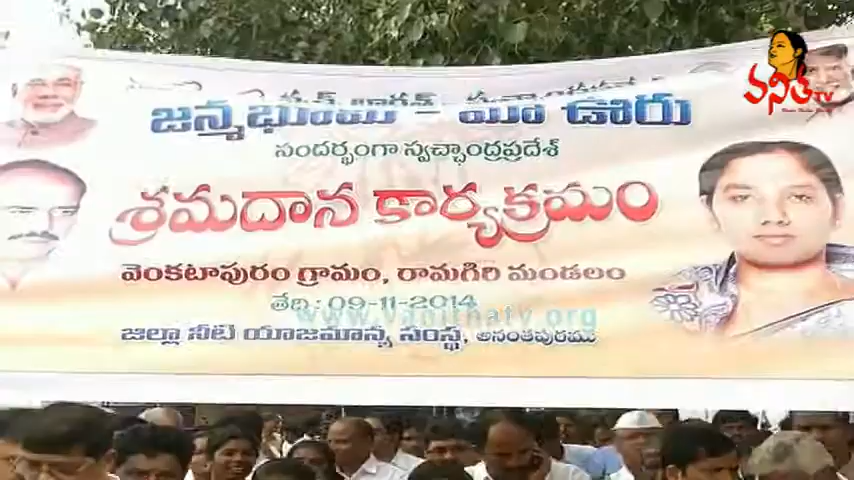 వనిత TV
జన్మభూమి - మా ఊరు
సందర్భంగా స్వచ్ఛాంధ్రప్రదేశ్
శ్రమదాన కార్యక్రమం
వెంకటాపురం గ్రామం, రామగిరి మండలం
తేది: 09-11-2014
www.vanithatv.org
జిల్లా నీటి యాజమాన్య సంస్థ, అనంతపురము